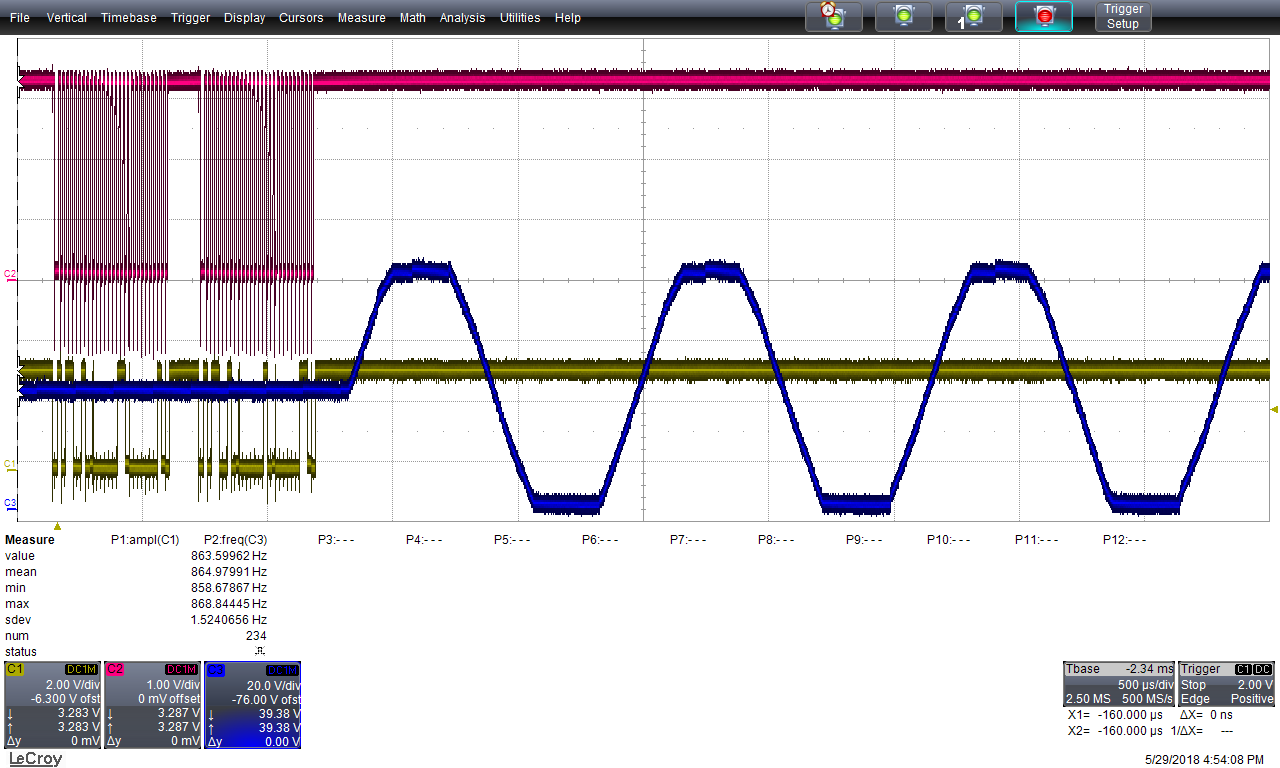 File Vertical Timebase Trigger Display Cursors Measure Math Analysis Utilities Help
1
Trigger
Setup
C2
C1
C3
Measure P1:ampl(C1) P2:freq(C3) P3:- - - P4:- - - P5:- - - P6:- - - P7:- - - P8:- - - P9:- - - P10:- - - P11:- - - P12:- - -
value 863.59962 Hz
mean 864.97991 Hz
min 858.67867 Hz
max 868.84445 Hz
sdev 1.5240656 Hz
num 234
status
C1 DC1M
2.00 V/div
-6.300 V ofst
↓ 3.283 V
↑ 3.283 V
Δy 0 mV
C2 DC1M
1.00 V/div
0 mV offset
↓ 3.287 V
↑ 3.287 V
Δy 0 mV
C3 DC1M
20.0 V/div
-76.00 V ofst
↓ 39.38 V
↑ 39.38 V
Δy 0.00 V
Tbase -2.34 ms
500 µs/div
2.50 MS 500 MS/s
Trigger C1 DC
Stop 2.00 V
Edge Positive
X1= -160.000 µs ΔX= 0 ns
X2= -160.000 µs 1/ΔX= ---
LeCroy
5/29/2018 4:54:08 PM